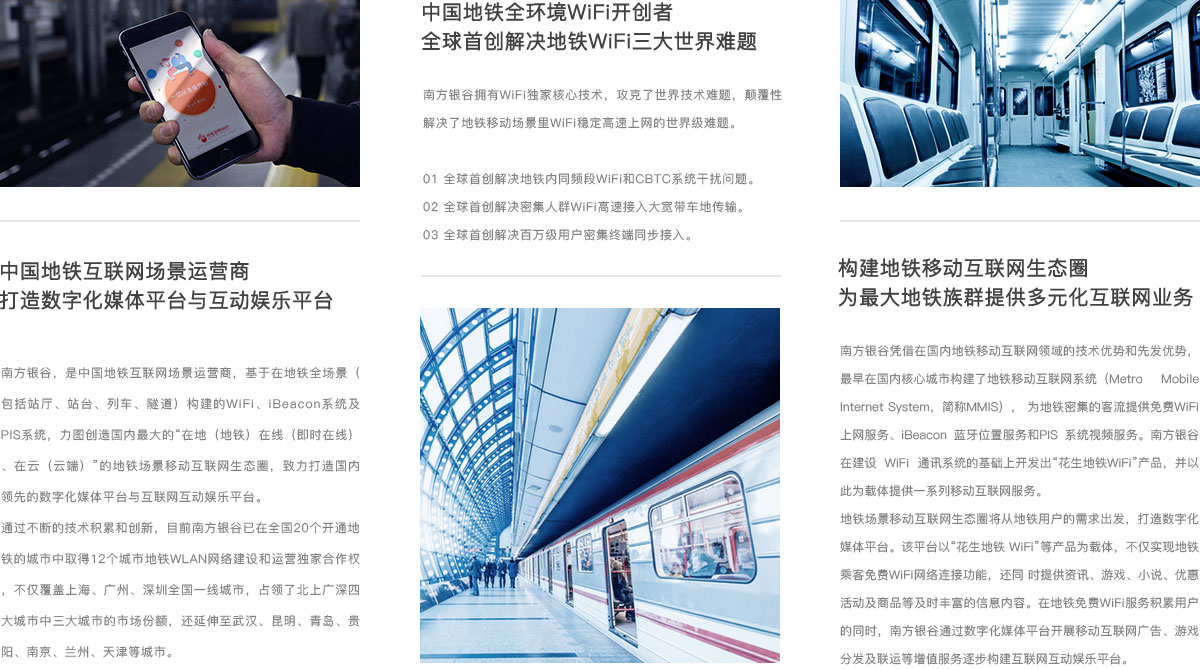 中国地铁互联网场景运营商
打造数字化媒体平台与互动娱乐平台
南方银谷，是中国地铁互联网场景运营商，基于在地铁全场景（
包括站厅、站台、列车、隧道）构建的WiFi、iBeacon系统及
PIS系统，力图创造国内最大的“在地（地铁）在线（即时在线）
、在云（云端）”的地铁场景移动互联网生态圈，致力打造国内
领先的数字化媒体平台与互联网互动娱乐平台。
通过不断的技术积累和创新，目前南方银谷已在全国20个开通地
铁的城市中取得12个城市地铁WLAN网络建设和运营独家合作权
，不仅覆盖上海、广州、深圳全国一线城市，占领了北上广深四
大城市中三大城市的市场份额，还延伸至武汉、昆明、青岛、贵
阳、南京、兰州、天津等城市。
中国地铁全环境WiFi开创者
全球首创解决地铁WiFi三大世界难题
南方银谷拥有WiFi独家核心技术，攻克了世界技术难题，颠覆性
解决了地铁移动场景里WiFi稳定高速上网的世界级难题。
01 全球首创解决地铁内同频段WiFi和CBTC系统干扰问题。
02 全球首创解决密集人群WiFi高速接入大宽带车地传输。
03 全球首创解决百万级用户密集终端同步接入。
构建地铁移动互联网生态圈
为最大地铁族群提供多元化互联网业务
南方银谷凭借在国内地铁移动互联网领域的技术优势和先发优势，
最早在国内核心城市构建了地铁移动互联网系统（Metro Mobile
Internet System，简称MMIS）， 为地铁密集的客流提供免费WiFi
上网服务、iBeacon 蓝牙位置服务和PIS 系统视频服务。南方银谷
在建设 WiFi 通讯系统的基础上开发出“花生地铁WiFi”产品，并以
此为载体提供一系列移动互联网服务。
地铁场景移动互联网生态圈将从地铁用户的需求出发，打造数字化
媒体平台。该平台以“花生地铁 WiFi”等产品为载体，不仅实现地铁
乘客免费WiFi网络连接功能，还同 时提供资讯、游戏、小说、优惠
活动及商品等及时丰富的信息内容。在地铁免费WiFi服务积累用户
的同时，南方银谷通过数字化媒体平台开展移动互联网广告、游戏
分发及联运等增值服务逐步构建互联网互动娱乐平台。